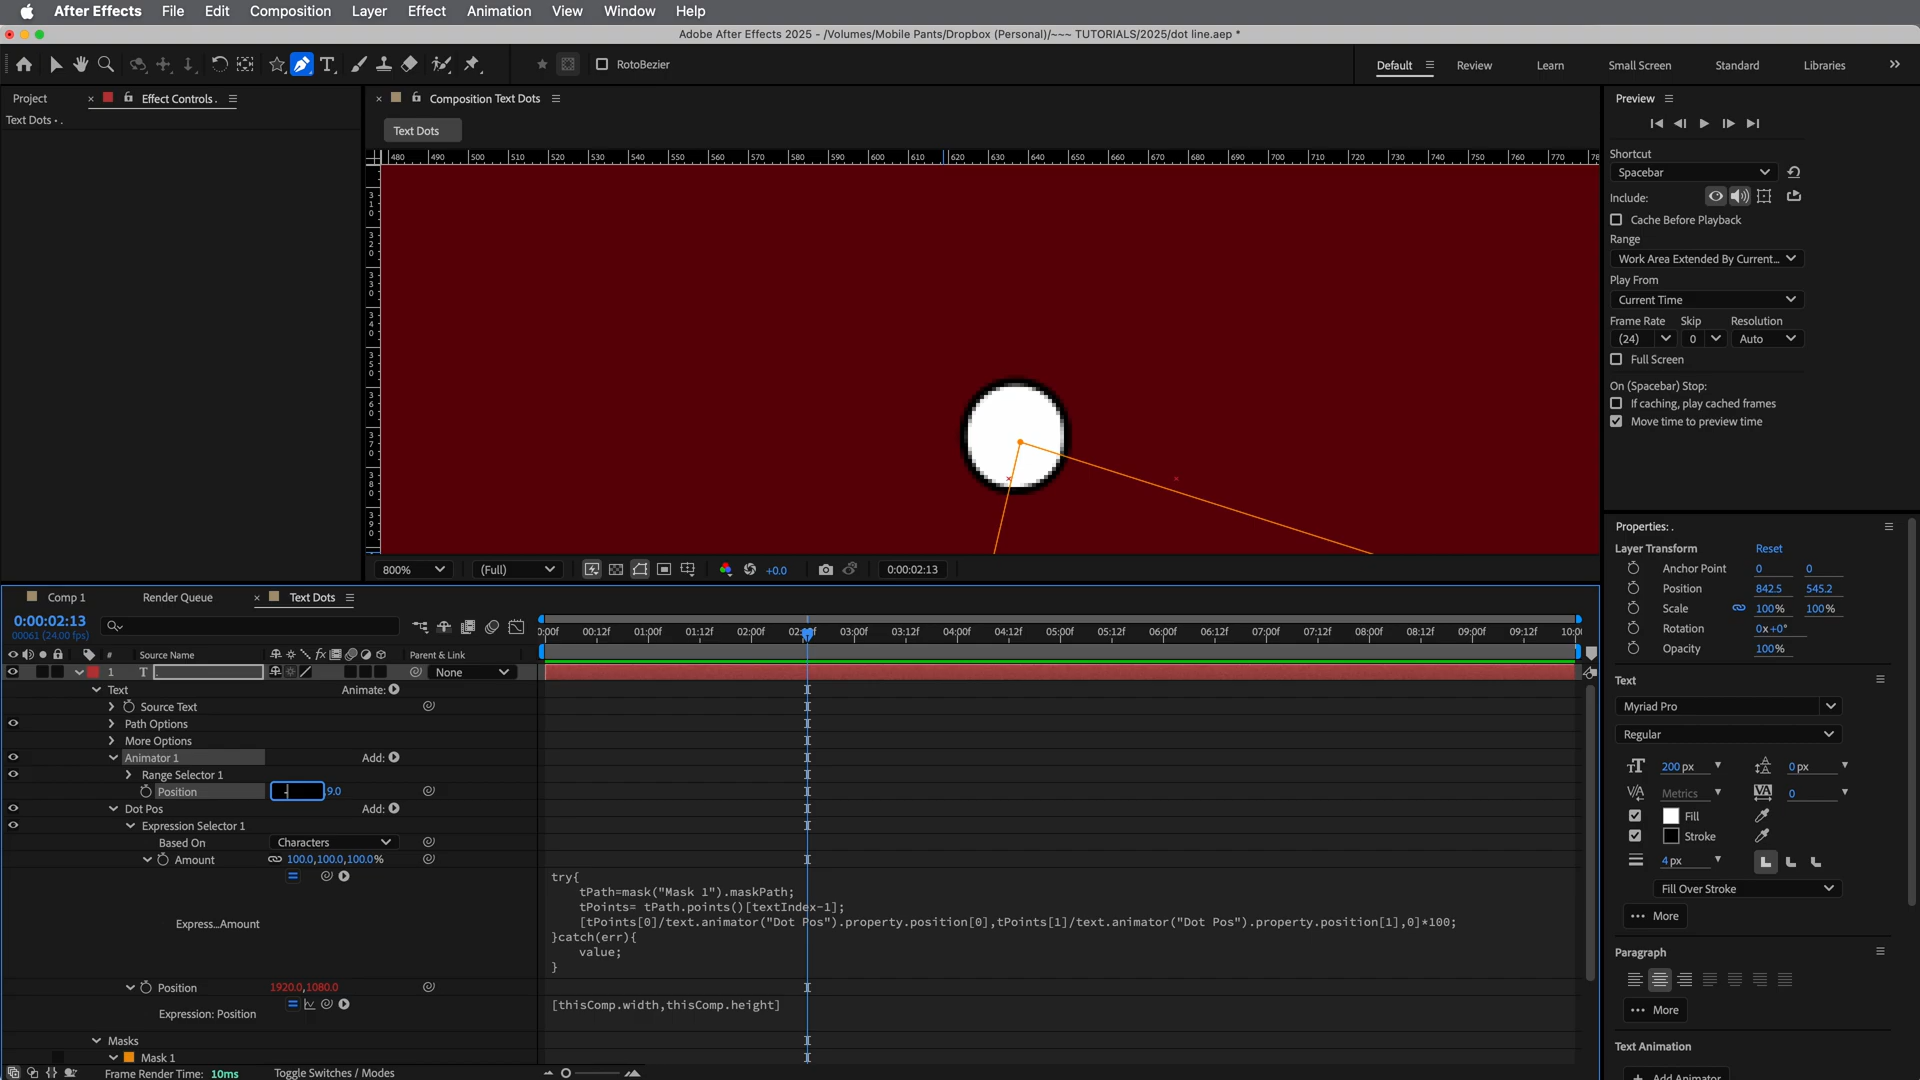 After Effects File Edit Composition Layer Effect Animation View Window Help
Adobe After Effects 2025 - /Volumes/Mobile Pants/Dropbox (Personal)/~~~ TUTORIALS/2025/dot line.aep *
RotoBezier
Default Review Learn Small Screen Standard Libraries
Project Effect Controls .
Text Dots • .
Composition Text Dots
Text Dots
480 490 500 510 520 530 540 550 560 570 580 590 600 610 620 630 640 650 660 670 680 690 700 710 720 730 740 750 760 770
310
320
330
340
350
360
370
380
390
800% (Full) +0.0 0:00:02:13
Preview
Shortcut
Spacebar
Include:
Cache Before Playback
Range
Work Area Extended By Current...
Play From
Current Time
Frame Rate Skip Resolution
(24) 0 Auto
Full Screen
On (Spacebar) Stop:
If caching, play cached frames
Move time to preview time
Properties: .
Layer Transform Reset
Anchor Point 0 0
Position 842.5 545.2
Scale 100% 100%
Rotation 0x+0°
Opacity 100%
Text
Myriad Pro
Regular
200 px 0 px
Metrics 0
Fill
Stroke
4 px
Fill Over Stroke
More
Paragraph
More
Text Animation
Add Animator
Comp 1 Render Queue Text Dots
0:00:02:13
00061 (24.00 fps)
0:00f 00:12f 01:00f 01:12f 02:00f 03:00f 03:12f 04:00f 04:12f 05:00f 05:12f 06:00f 06:12f 07:00f 07:12f 08:00f 08:12f 09:00f 09:12f
# Source Name fx Parent & Link
1 T . None
Text Animate:
Source Text
Path Options
More Options
Animator 1 Add:
Range Selector 1
Position - 9.0
Dot Pos Add:
Expression Selector 1
Based On Characters
Amount 100.0,100.0,100.0%
Express...Amount
try{
tPath=mask("Mask 1").maskPath;
tPoints= tPath.points()[textIndex-1];
[tPoints[0]/text.animator("Dot Pos").property.position[0],tPoints[1]/text.animator("Dot Pos").property.position[1],0]*100;
}catch(err){
value;
}
Position 1920.0,1080.0
Expression: Position
[thisComp.width,thisComp.height]
Masks
Mask 1
Frame Render Time: 10ms Toggle Switches / Modes